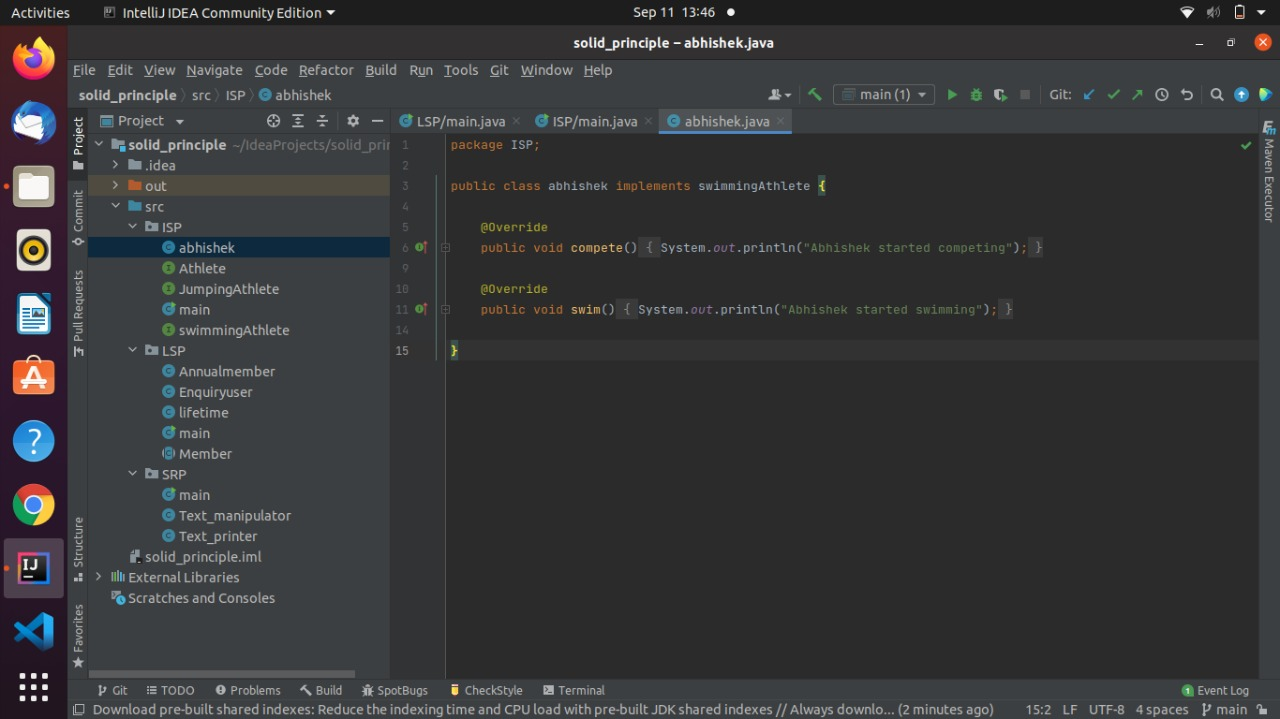 Activities IntelliJ IDEA Community Edition Sep 11 13:46
solid_principle – abhishek.java
File Edit View Navigate Code Refactor Build Run Tools Git Window Help
solid_principle src ISP abhishek main (1) Git:
Project LSP/main.java ISP/main.java abhishek.java
solid_principle ~/IdeaProjects/solid_prin
.idea
out
src
ISP
abhishek
Athlete
JumpingAthlete
main
swimmingAthlete
LSP
Annualmember
Enquiryuser
lifetime
main
Member
SRP
main
Text_manipulator
Text_printer
solid_principle.iml
External Libraries
Scratches and Consoles
Project
Commit
Pull Requests
Structure
Favorites
1 package ISP;
2
3 public class abhishek implements swimmingAthlete {
4
5 @Override
6 public void compete() { System.out.println("Abhishek started competing"); }
9
10 @Override
11 public void swim() { System.out.println("Abhishek started swimming"); }
14
15 }
Maven Executor
Git TODO Problems Build SpotBugs CheckStyle Terminal 1 Event Log
Download pre-built shared indexes: Reduce the indexing time and CPU load with pre-built JDK shared indexes // Always downlo... (2 minutes ago) 15:2 LF UTF-8 4 spaces main